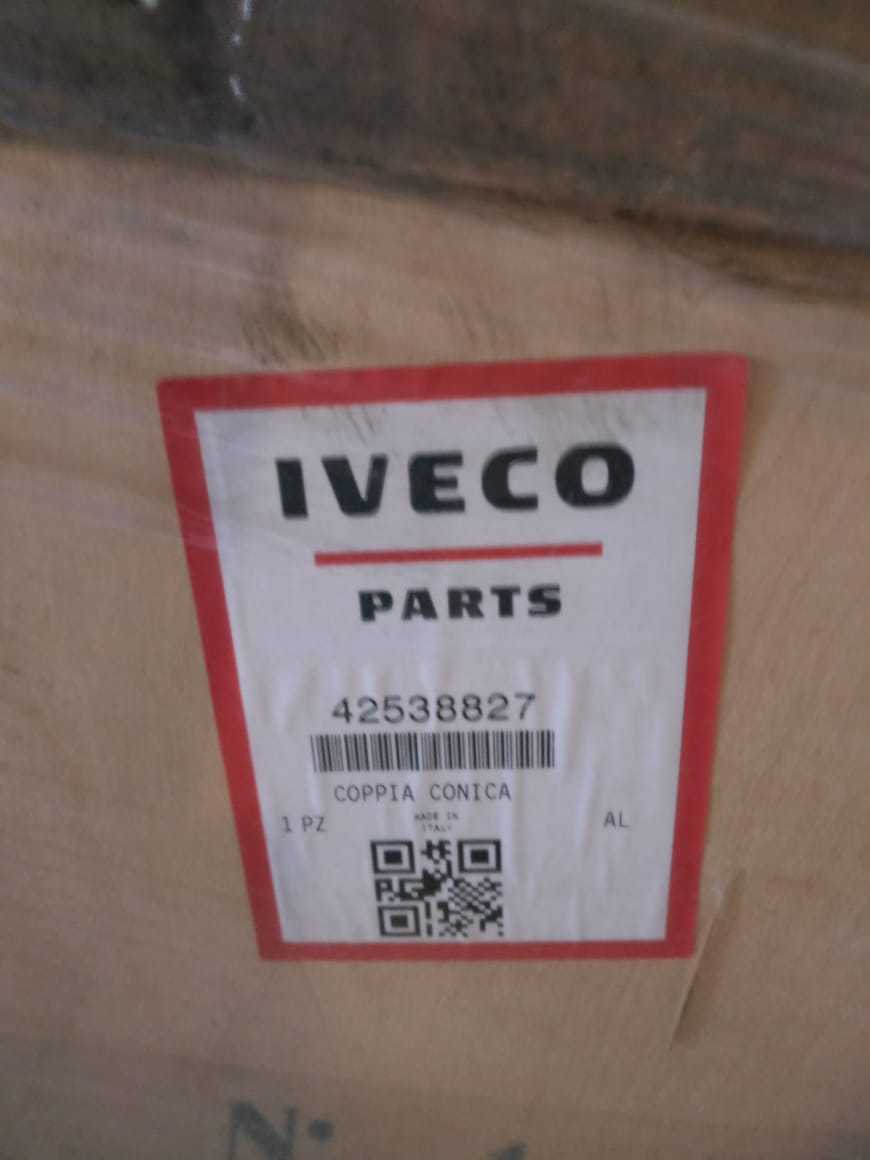 IVECO
PARTS
42538827
COPPIA CONICA
1 PZ MADE IN AL
ITALY
N.